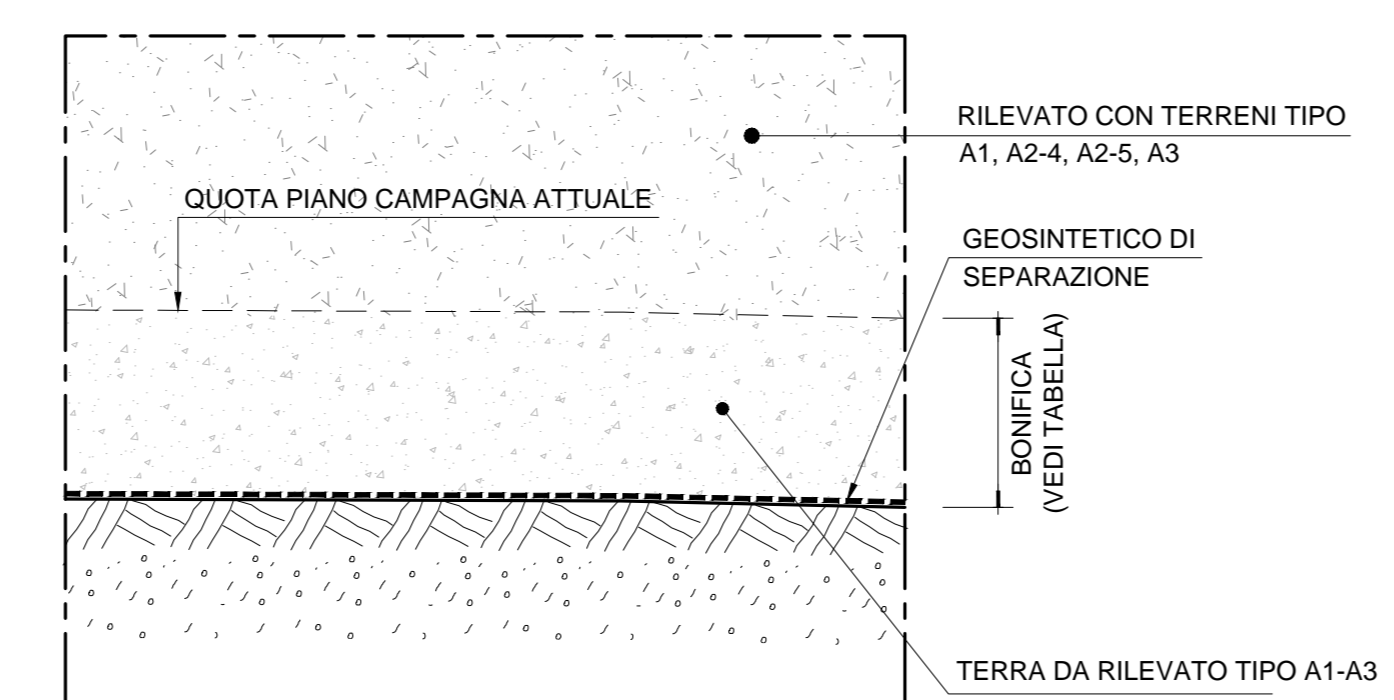 RILEVATO CON TERRENI TIPO
A1, A2-4, A2-5, A3
QUOTA PIANO CAMPAGNA ATTUALE
GEOSINTETICO DI
SEPARAZIONE
BONIFICA
(VEDI TABELLA)
TERRA DA RILEVATO TIPO A1-A3